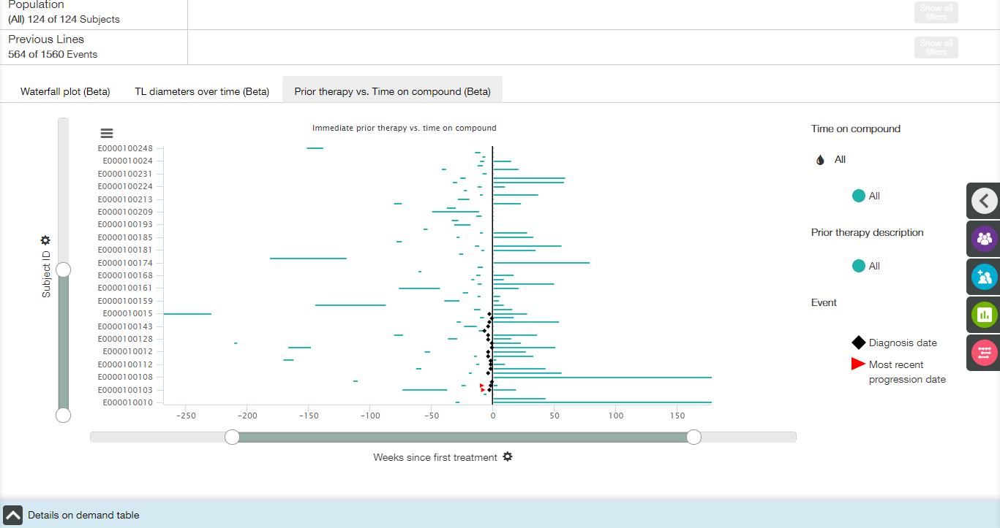 Population
(All) 124 of 124 Subjects
Show all
filters
Previous Lines
564 of 1560 Events
Show all
filters
Waterfall plot (Beta)
TL diameters over time (Beta)
Prior therapy vs. Time on compound (Beta)
Immediate prior therapy vs. time on compound
Subject ID
E0000100248
E000010024
E0000100231
E0000100224
E0000100213
E0000100209
E0000100193
E0000100185
E0000100181
E0000100174
E0000100168
E0000100161
E0000100159
E000010015
E0000100143
E0000100128
E000010012
E0000100112
E0000100108
E0000100103
E000010010
-250 -200 -150 -100 -50 0 50 100 150
Weeks since first treatment
Time on compound
All
All
Prior therapy description
All
Event
Diagnosis date
Most recent
progression date
Details on demand table